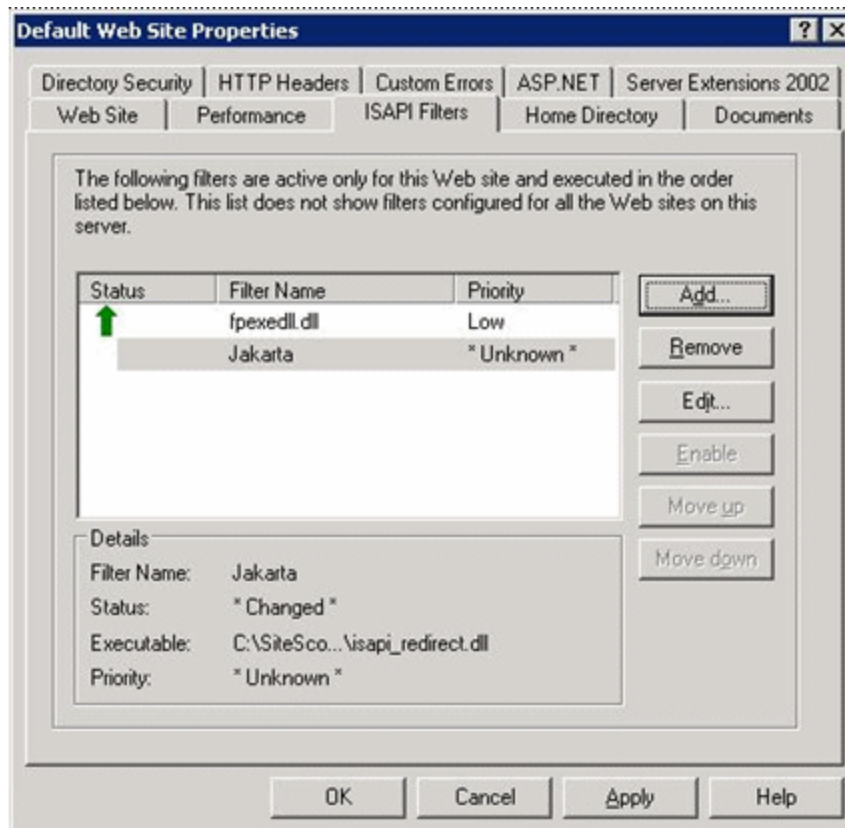 Default Web Site Properties
Directory Security HTTP Headers Custom Errors ASP.NET Server Extensions 2002
Web Site Performance ISAPI Filters Home Directory Documents
The following filters are active only for this Web site and executed in the order
listed below. This list does not show filters configured for all the Web sites on this
server.
Status Filter Name Priority
fpexedll.dll Low
Jakarta * Unknown *
Add...
Remove
Edit...
Enable
Move up
Move down
Details
Filter Name: Jakarta
Status: * Changed *
Executable: C:\SiteSco...\isapi_redirect.dll
Priority: * Unknown *
OK Cancel Apply Help